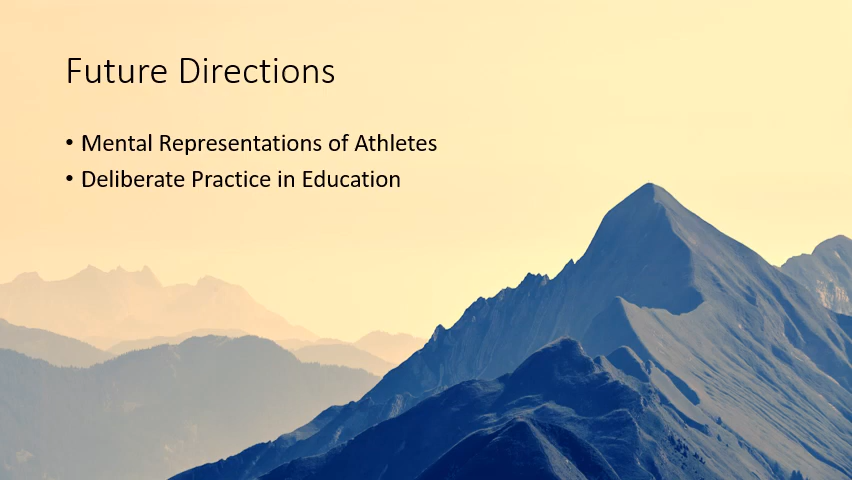 Future Directions
• Mental Representations of Athletes
• Deliberate Practice in Education